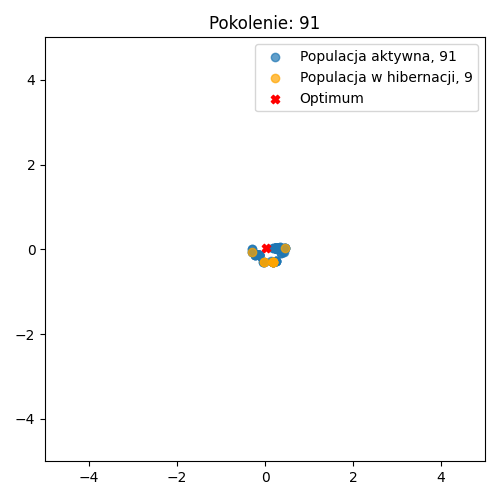 Pokolenie: 91
Populacja aktywna, 91
Populacja w hibernacji, 9
Optimum
4
2
0
−2
−4
−4
−2
0
2
4